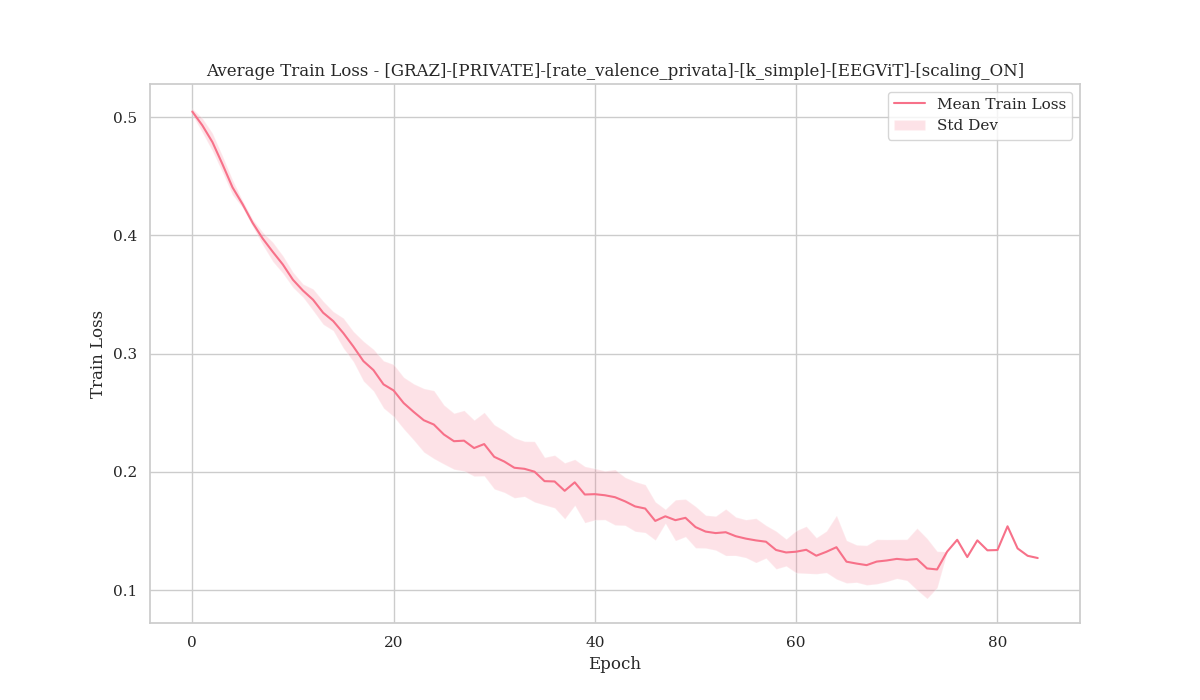 Average Train Loss - [GRAZ]-[PRIVATE]-[rate_valence_privata]-[k_simple]-[EEGViT]-[scaling_ON]
Mean Train Loss
Std Dev
0.5
0.4
0.3
0.2
0.1
Train Loss
0
20
40
60
80
Epoch